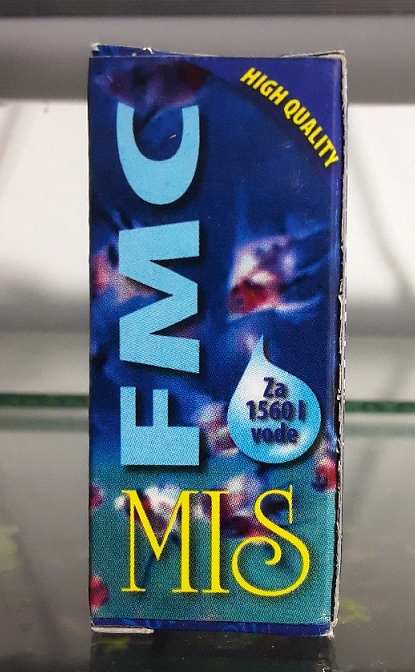 HIGH QUALITY
FMC
Za
1560 l
vode
MIS